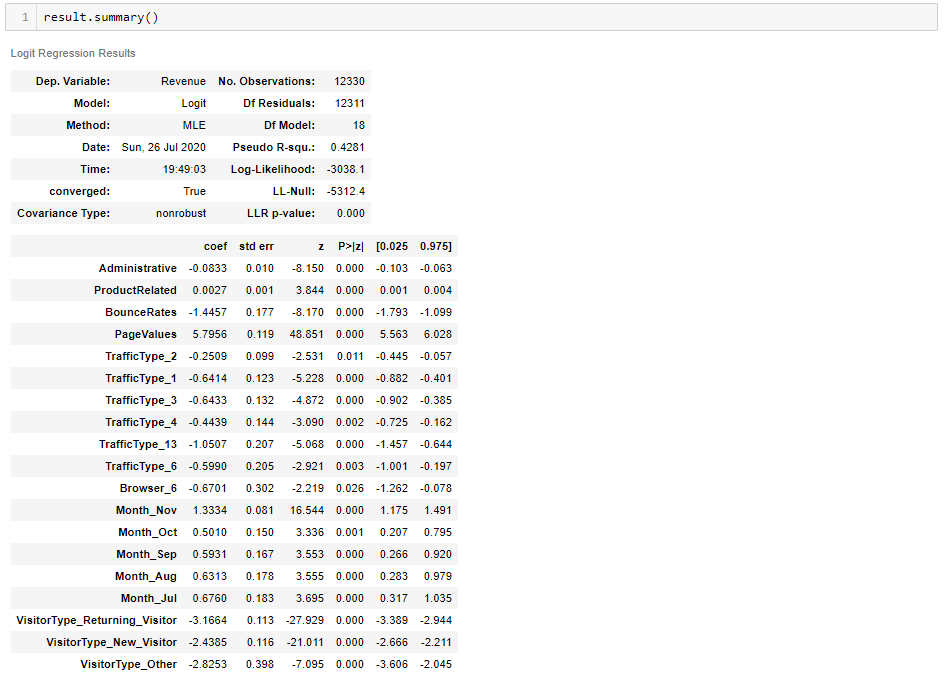 1 result.summary()
Logit Regression Results
Dep. Variable: Revenue No. Observations: 12330
Model: Logit Df Residuals: 12311
Method: MLE Df Model: 18
Date: Sun, 26 Jul 2020 Pseudo R-squ.: 0.4281
Time: 19:49:03 Log-Likelihood: -3038.1
converged: True LL-Null: -5312.4
Covariance Type: nonrobust LLR p-value: 0.000
coef std err z P>|z| [0.025 0.975]
Administrative -0.0833 0.010 -8.150 0.000 -0.103 -0.063
ProductRelated 0.0027 0.001 3.844 0.000 0.001 0.004
BounceRates -1.4457 0.177 -8.170 0.000 -1.793 -1.099
PageValues 5.7956 0.119 48.851 0.000 5.563 6.028
TrafficType_2 -0.2509 0.099 -2.531 0.011 -0.445 -0.057
TrafficType_1 -0.6414 0.123 -5.228 0.000 -0.882 -0.401
TrafficType_3 -0.6433 0.132 -4.872 0.000 -0.902 -0.385
TrafficType_4 -0.4439 0.144 -3.090 0.002 -0.725 -0.162
TrafficType_13 -1.0507 0.207 -5.068 0.000 -1.457 -0.644
TrafficType_6 -0.5990 0.205 -2.921 0.003 -1.001 -0.197
Browser_6 -0.6701 0.302 -2.219 0.026 -1.262 -0.078
Month_Nov 1.3334 0.081 16.544 0.000 1.175 1.491
Month_Oct 0.5010 0.150 3.336 0.001 0.207 0.795
Month_Sep 0.5931 0.167 3.553 0.000 0.266 0.920
Month_Aug 0.6313 0.178 3.555 0.000 0.283 0.979
Month_Jul 0.6760 0.183 3.695 0.000 0.317 1.035
VisitorType_Returning_Visitor -3.1664 0.113 -27.929 0.000 -3.389 -2.944
VisitorType_New_Visitor -2.4385 0.116 -21.011 0.000 -2.666 -2.211
VisitorType_Other -2.8253 0.398 -7.095 0.000 -3.606 -2.045